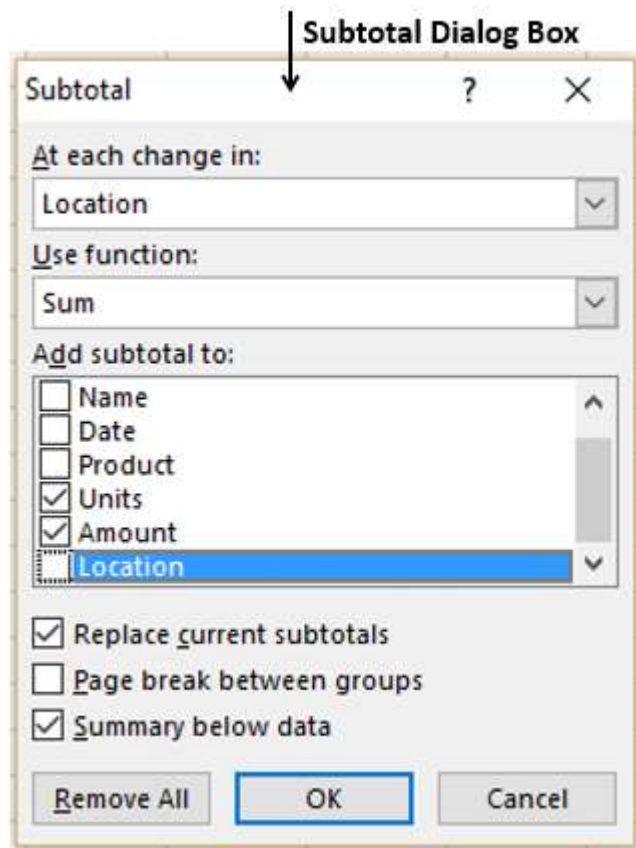 Subtotal Dialog Box
Subtotal ?
At each change in:
Location
Use function:
Sum
Add subtotal to:
Name
Date
Product
Units
Amount
Location
Replace current subtotals
Page break between groups
Summary below data
Remove All OK Cancel